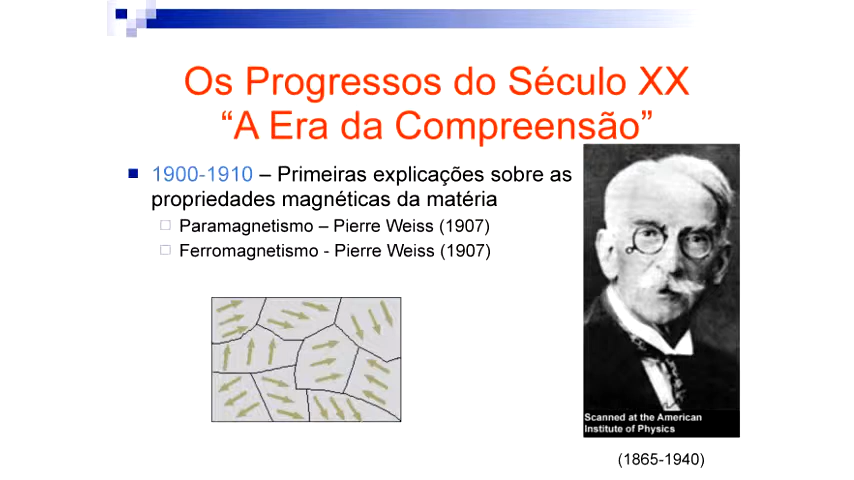 Os Progressos do Século XX
“A Era da Compreensão”
1900-1910 – Primeiras explicações sobre as
propriedades magnéticas da matéria
Paramagnetismo – Pierre Weiss (1907)
Ferromagnetismo - Pierre Weiss (1907)
Scanned at the American
Institute of Physics
(1865-1940)